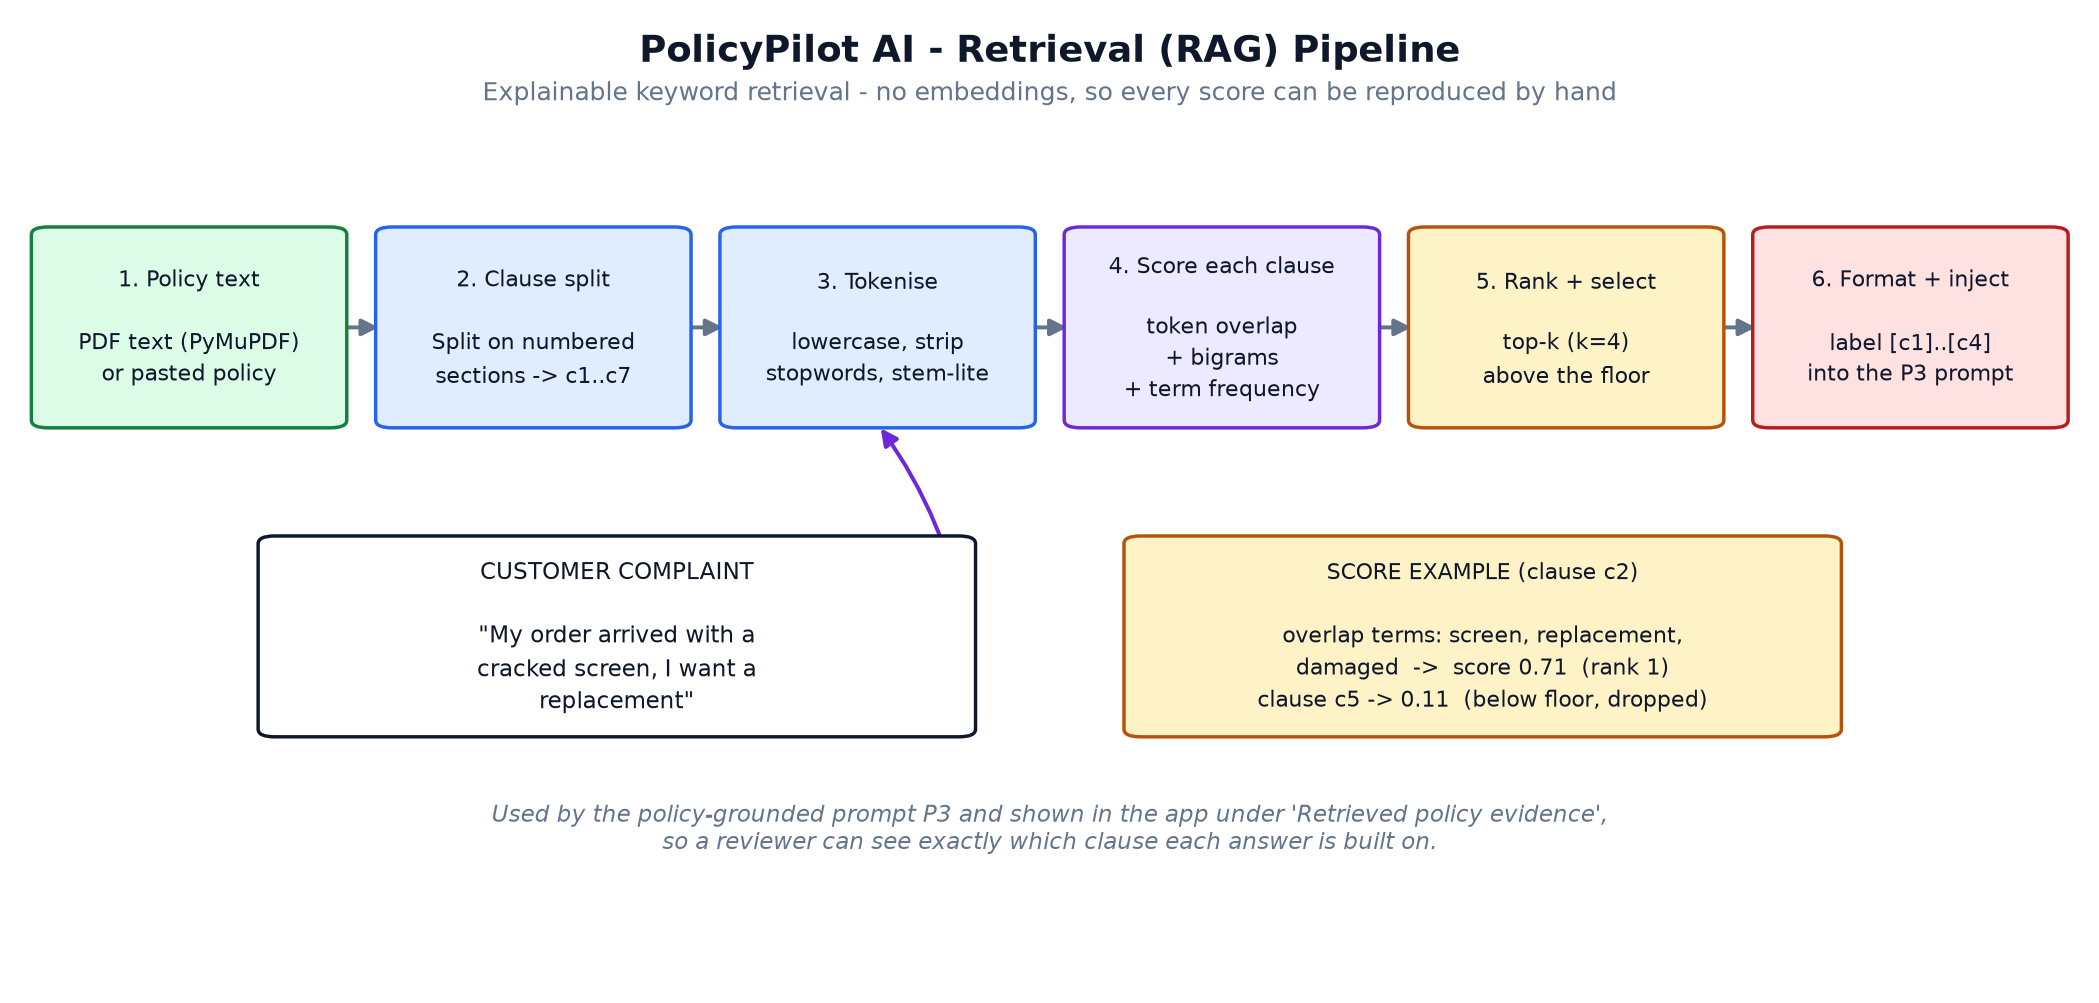 PolicyPilot AI - Retrieval (RAG) Pipeline
Explainable keyword retrieval - no embeddings, so every score can be reproduced by hand
1. Policy text
PDF text (PyMuPDF)
or pasted policy
2. Clause split
Split on numbered
sections -> c1..c7
3. Tokenise
lowercase, strip
stopwords, stem-lite
4. Score each clause
token overlap
+ bigrams
+ term frequency
5. Rank + select
top-k (k=4)
above the floor
6. Format + inject
label [c1]..[c4]
into the P3 prompt
CUSTOMER COMPLAINT
"My order arrived with a
cracked screen, I want a
replacement"
SCORE EXAMPLE (clause c2)
overlap terms: screen, replacement,
damaged  ->  score 0.71  (rank 1)
clause c5 -> 0.11  (below floor, dropped)
Used by the policy-grounded prompt P3 and shown in the app under 'Retrieved policy evidence',
so a reviewer can see exactly which clause each answer is built on.